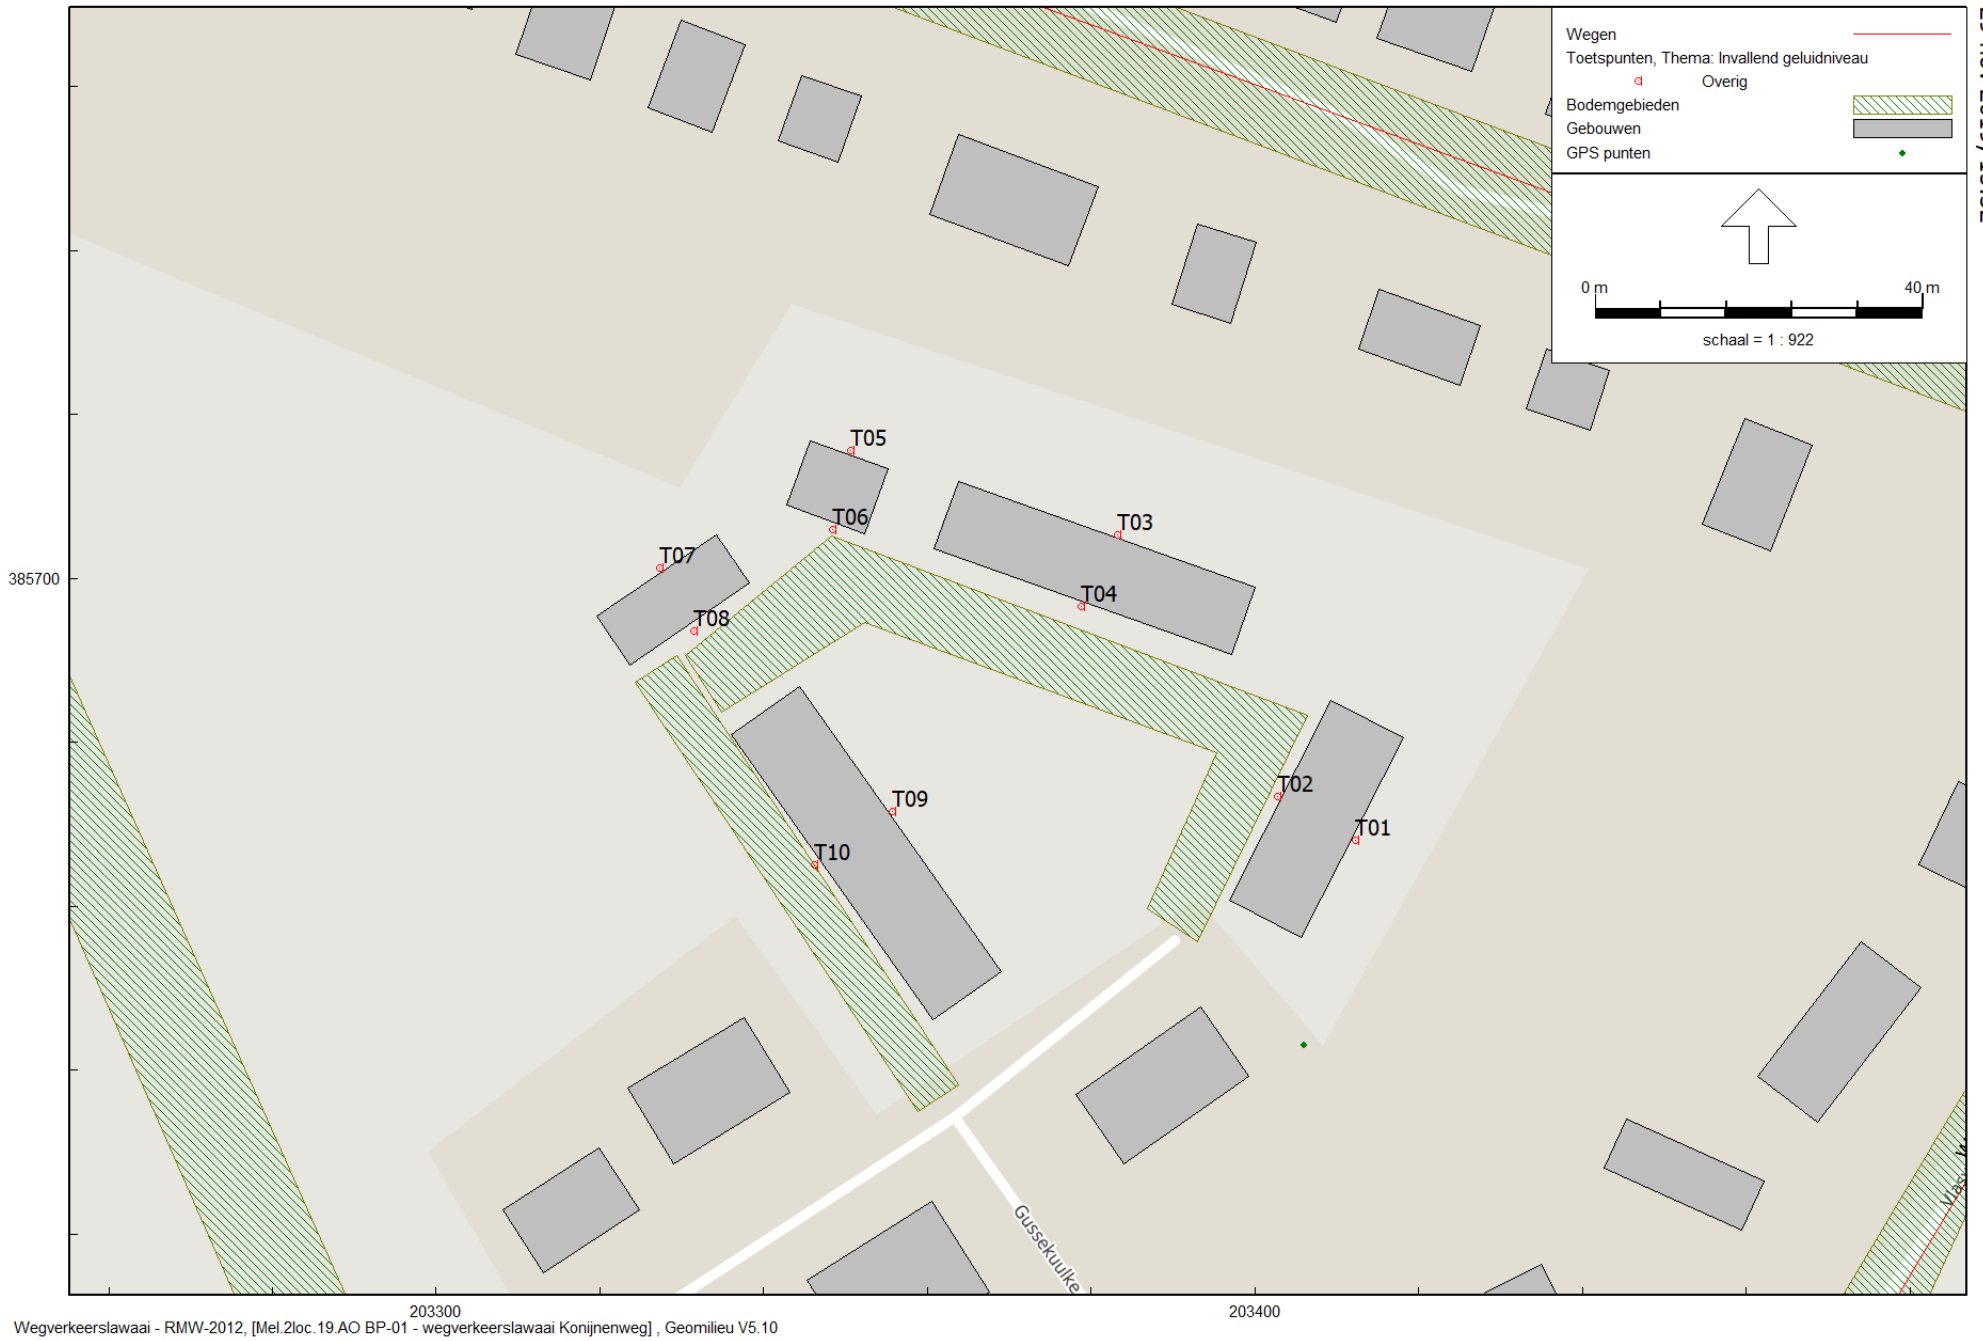 Wegen
Toetspunten, Thema: Invallend geluidniveau
Overig
Bodemgebieden
Gebouwen
GPS punten
0 m 40 m
schaal = 1 : 922
T05
T06
T03
T07
T04
T08
T02
T09
T01
T10
385700
Gussekuulke
203300 203400
Wegverkeerslawaai - RMW-2012, [Mel.2loc.19.AO BP-01 - wegverkeerslawaai Konijnenweg] , Geomilieu V5.10